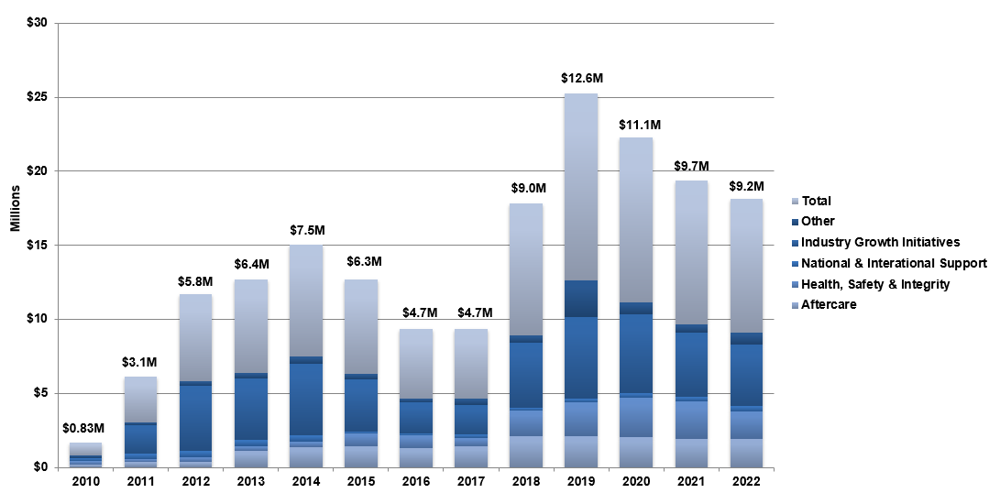 $30
$25
$20
$15
$10
$5
$0
Millions
$0.83M
$3.1M
$5.8M
$6.4M
$7.5M
$6.3M
$4.7M
$4.7M
$9.0M
$12.6M
$11.1M
$9.7M
$9.2M
2010
2011
2012
2013
2014
2015
2016
2017
2018
2019
2020
2021
2022
Total
Other
Industry Growth Initiatives
National & Interational Support
Health, Safety & Integrity
Aftercare